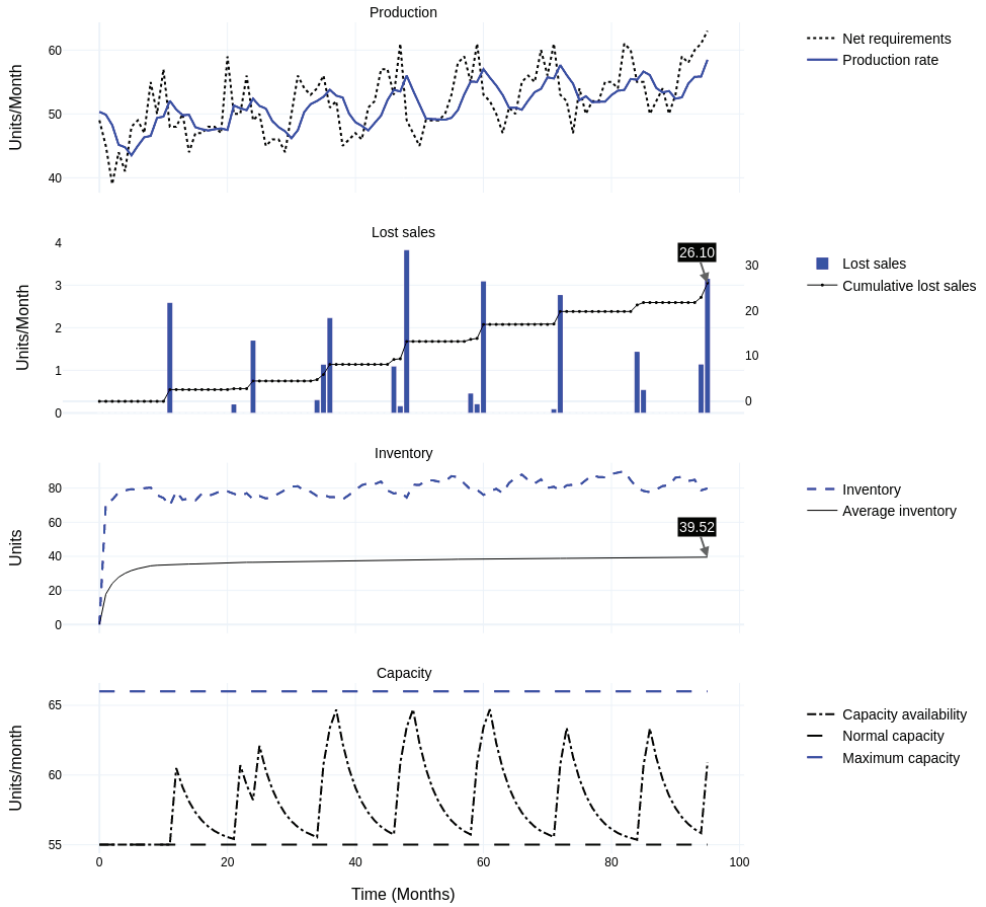 Production
Units/Month
60
50
40
Net requirements
Production rate
Lost sales
Units/Month
4
3
2
1
0
30
20
10
0
26.10
Lost sales
Cumulative lost sales
Inventory
Units
80
60
40
20
0
39.52
Inventory
Average inventory
Capacity
Units/month
65
60
55
Capacity availability
Normal capacity
Maximum capacity
0 20 40 60 80 100
Time (Months)